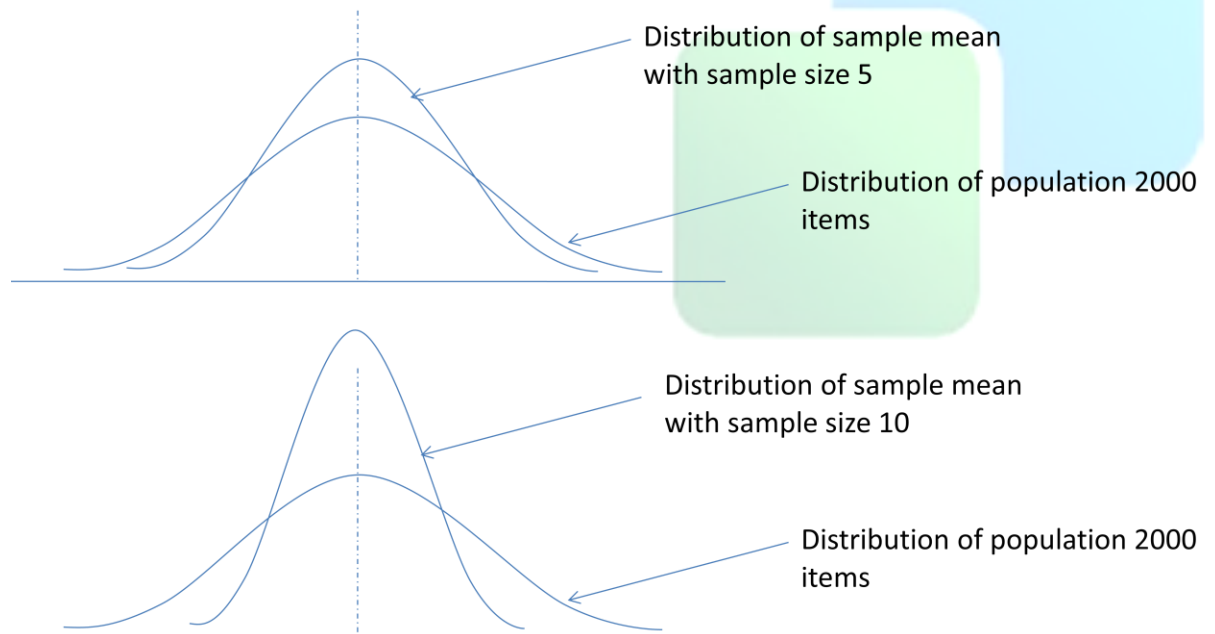 Distribution of sample mean
with sample size 5
Distribution of population 2000
items
Distribution of sample mean
with sample size 10
Distribution of population 2000
items